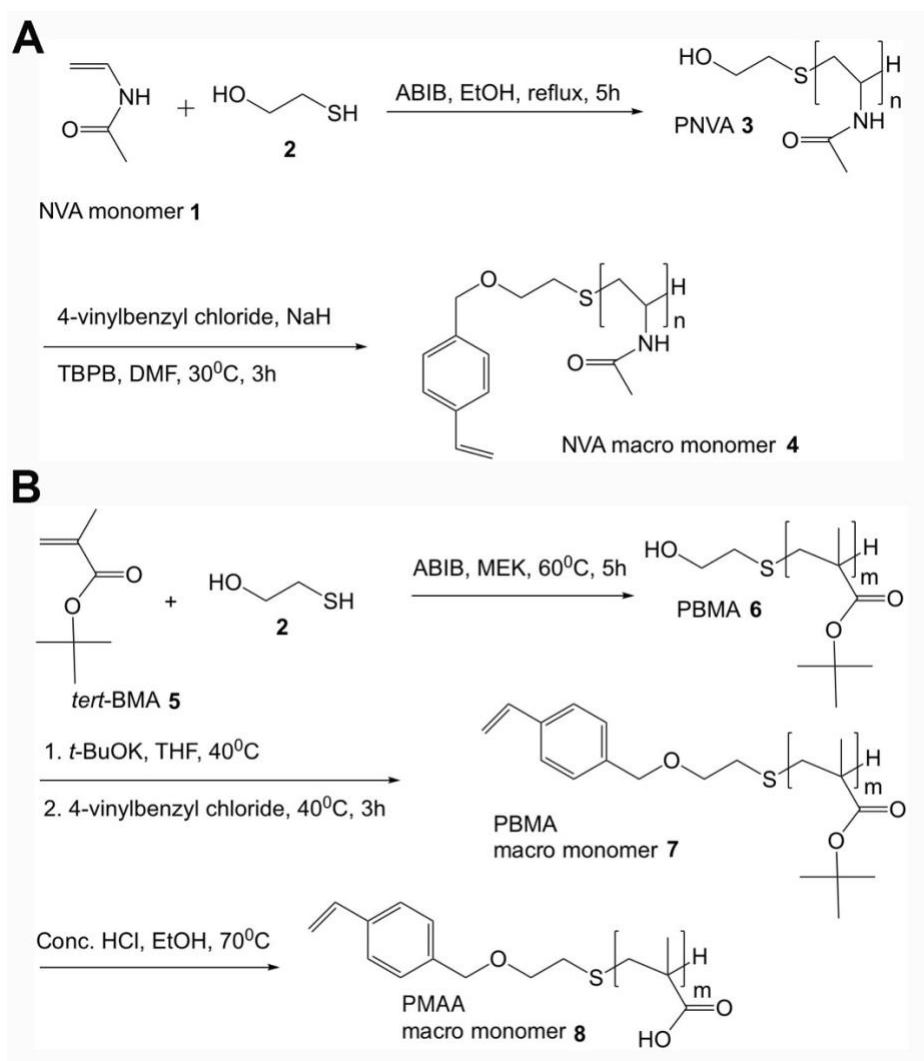 A
NH
O
NVA monomer 1
+
HO
SH
2
ABIB, EtOH, reflux, 5h
HO
S
H
n
NH
O
PNVA 3
4-vinylbenzyl chloride, NaH
TBPB, DMF, 30⁰C, 3h
O
S
H
n
NH
O
NVA macro monomer 4
B
O
O
tert-BMA 5
+
HO
SH
2
ABIB, MEK, 60⁰C, 5h
HO
S
H
m
O
O
PBMA 6
1. t-BuOK, THF, 40⁰C
2. 4-vinylbenzyl chloride, 40⁰C, 3h
O
S
H
m
O
O
PBMA
macro monomer 7
Conc. HCl, EtOH, 70⁰C
O
S
H
m
O
HO
PMAA
macro monomer 8